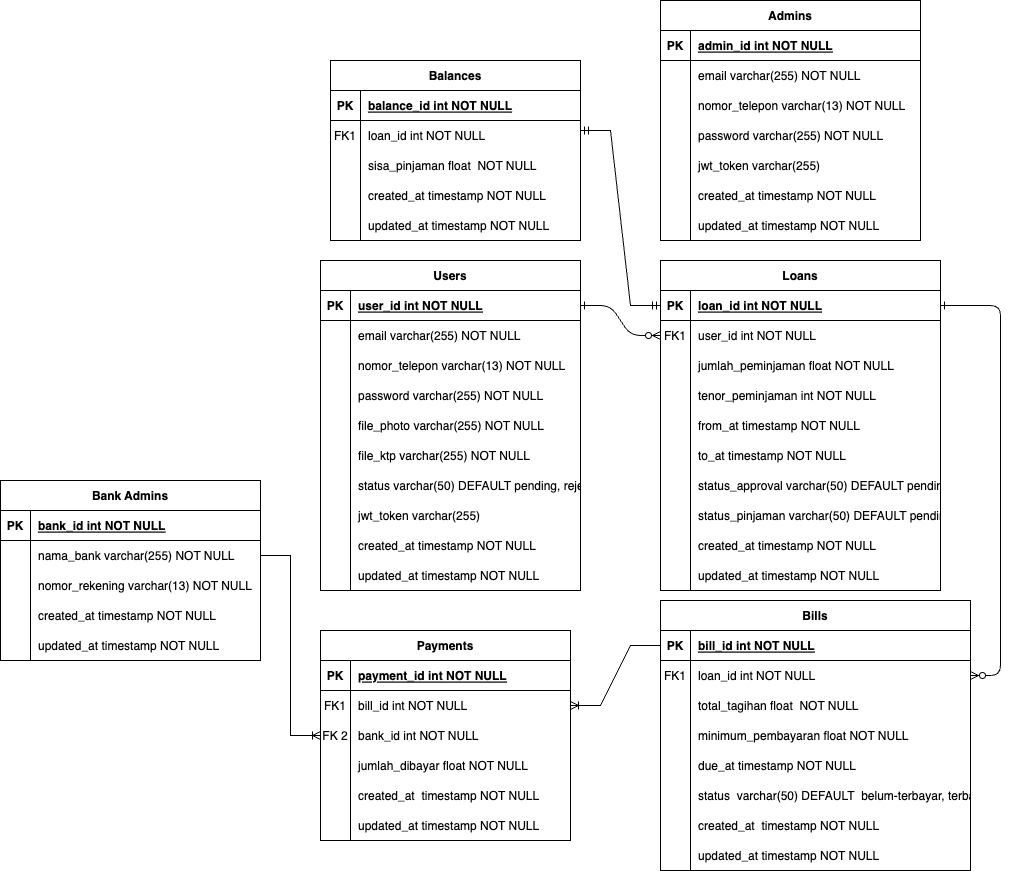 Admins
PK admin_id int NOT NULL
email varchar(255) NOT NULL
nomor_telepon varchar(13) NOT NULL
password varchar(255) NOT NULL
jwt_token varchar(255)
created_at timestamp NOT NULL
updated_at timestamp NOT NULL
Balances
PK balance_id int NOT NULL
FK1 loan_id int NOT NULL
sisa_pinjaman float  NOT NULL
created_at timestamp NOT NULL
updated_at timestamp NOT NULL
Users
PK user_id int NOT NULL
email varchar(255) NOT NULL
nomor_telepon varchar(13) NOT NULL
password varchar(255) NOT NULL
file_photo varchar(255) NOT NULL
file_ktp varchar(255) NOT NULL
status varchar(50) DEFAULT pending, reje
jwt_token varchar(255)
created_at timestamp NOT NULL
updated_at timestamp NOT NULL
Loans
PK loan_id int NOT NULL
FK1 user_id int NOT NULL
jumlah_peminjaman float NOT NULL
tenor_peminjaman int NOT NULL
from_at timestamp NOT NULL
to_at timestamp NOT NULL
status_approval varchar(50) DEFAULT pendin
status_pinjaman varchar(50) DEFAULT pendi
created_at timestamp NOT NULL
updated_at timestamp NOT NULL
Bank Admins
PK bank_id int NOT NULL
nama_bank varchar(255) NOT NULL
nomor_rekening varchar(13) NOT NULL
created_at timestamp NOT NULL
updated_at timestamp NOT NULL
Payments
PK payment_id int NOT NULL
FK1 bill_id int NOT NULL
FK 2 bank_id int NOT NULL
jumlah_dibayar float NOT NULL
created_at  timestamp NOT NULL
updated_at timestamp NOT NULL
Bills
PK bill_id int NOT NULL
FK1 loan_id int NOT NULL
total_tagihan float  NOT NULL
minimum_pembayaran float NOT NULL
due_at timestamp NOT NULL
status  varchar(50) DEFAULT  belum-terbayar, terba
created_at  timestamp NOT NULL
updated_at timestamp NOT NULL